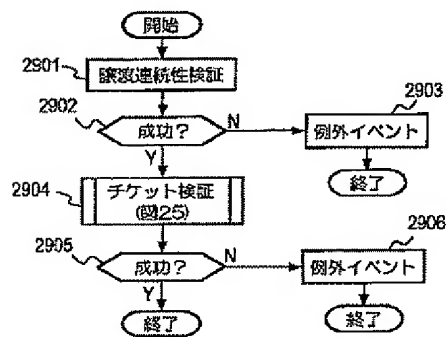 開始
2901
譲渡連続性検証
2902
成功?
N
2903
例外イベント
終了
Y
2904
チケット検証
(図25)
2905
成功?
N
2906
例外イベント
終了
Y
終了